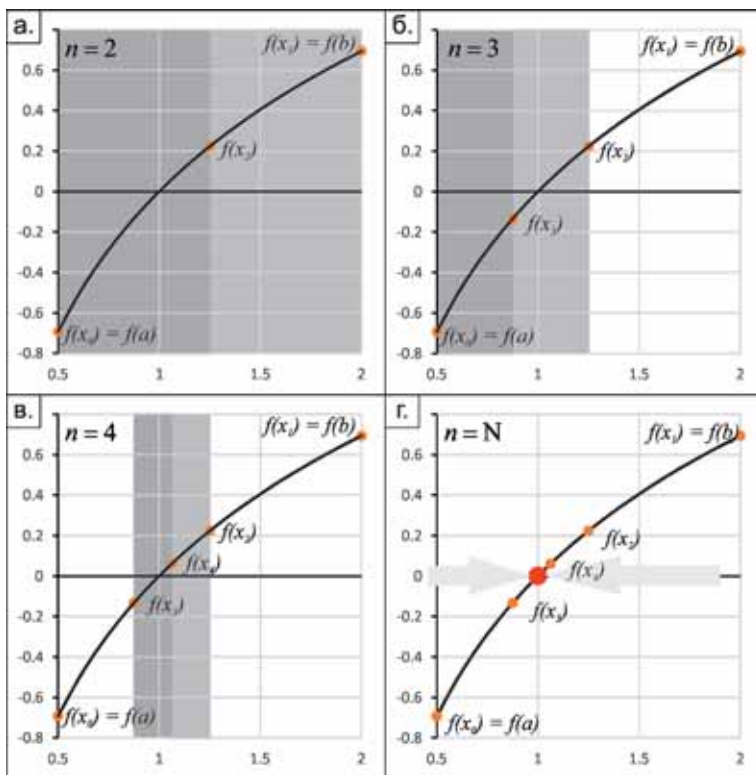 а.
n = 2
f(x₁) = f(b)
0.6
0.4
0.2
f(x₂)
0
-0.2
-0.4
-0.6
f(x₀) = f(a)
-0.8
0.5 1 1.5 2
б.
n = 3
f(x₁) = f(b)
0.6
0.4
0.2
f(x₂)
0
-0.2
f(x₃)
-0.4
-0.6
f(x₀) = f(a)
-0.8
0.5 1 1.5 2
в.
n = 4
f(x₁) = f(b)
0.6
0.4
0.2
f(x₂)
f(x₄)
0
f(x₃)
-0.2
-0.4
-0.6
f(x₀) = f(a)
-0.8
0.5 1 1.5 2
г.
n = N
f(x₁) = f(b)
0.6
0.4
0.2
f(x₂)
0
-0.2
f(x₃)
-0.4
-0.6
f(x₀) = f(a)
-0.8
0.5 1 1.5 2